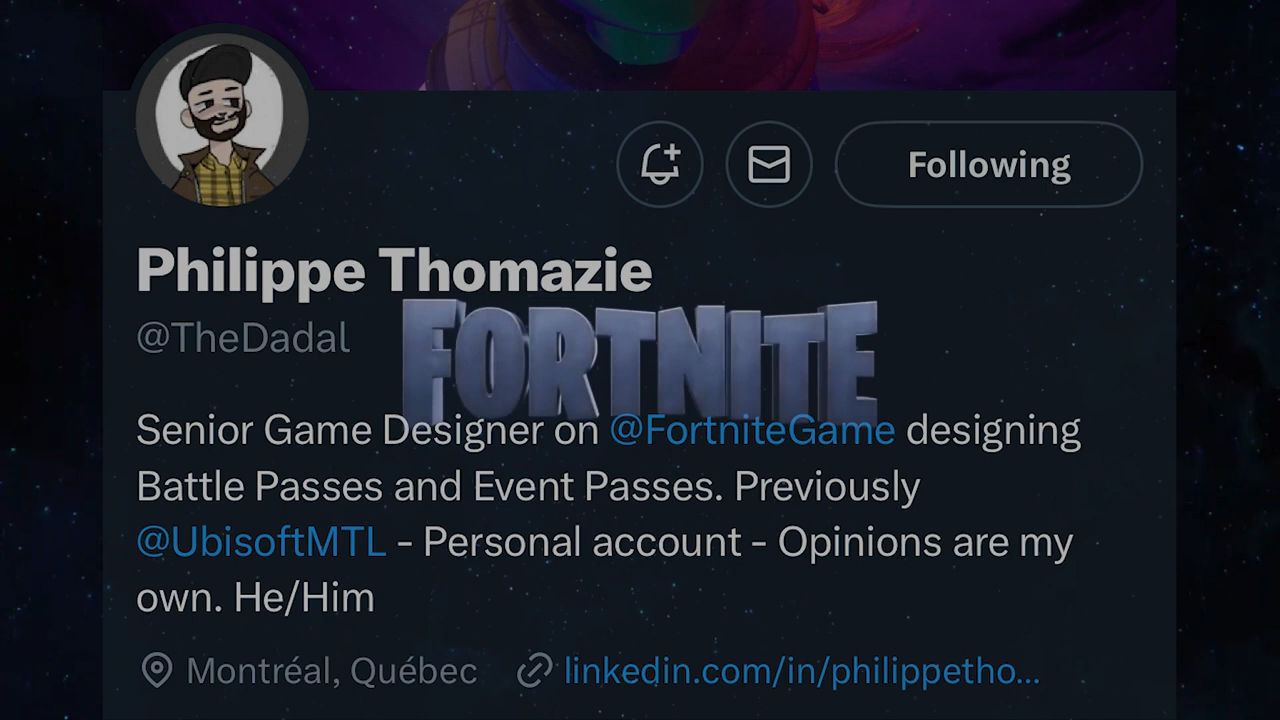 Following
Philippe Thomazie
@TheDadal
FORTNITE
Senior Game Designer on @FortniteGame designing
Battle Passes and Event Passes. Previously
@UbisoftMTL - Personal account - Opinions are my
own. He/Him
Montréal, Québec linkedin.com/in/philippetho...